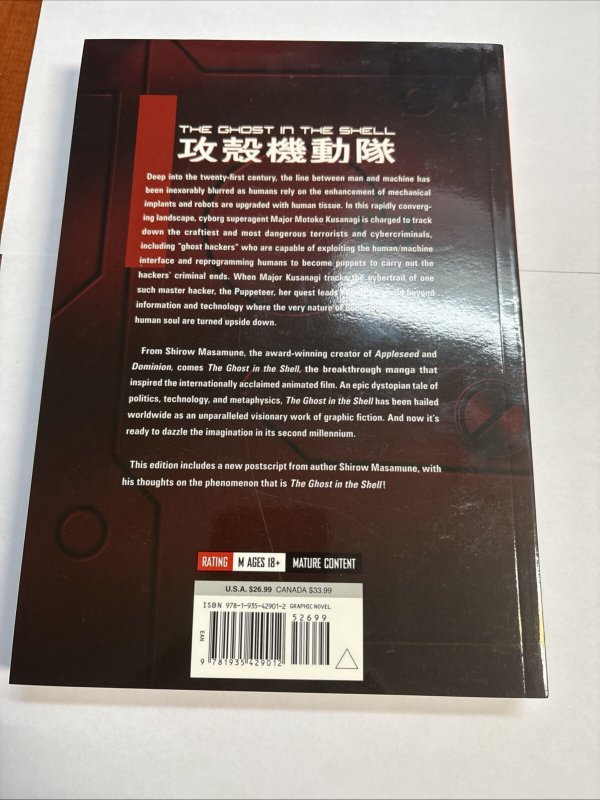 THE GHOST IN THE SHELL
攻殻機動隊
Deep into the twenty-first century, the line between man and machine has
been inexorably blurred as humans rely on the enhancement of mechanical
implants and robots are upgraded with human tissue. In this rapidly converg-
ing landscape, cyborg superagent Major Motoko Kusanagi is charged to track
down the craftiest and most dangerous terrorists and cybercriminals,
including "ghost hackers" who are capable of exploiting the human/machine
interface and reprogramming humans to become puppets to carry out the
hackers' criminal ends. When Major Kusanagi tracks the cybertrail of one
such master hacker, the Puppeteer, her quest leads beyond
information and technology where the very nature of
human soul are turned upside down.
From Shirow Masamune, the award-winning creator of Appleseed and
Dominion, comes The Ghost in the Shell, the breakthrough manga that
inspired the internationally acclaimed animated film. An epic dystopian tale of
politics, technology, and metaphysics, The Ghost in the Shell has been hailed
worldwide as an unparalleled visionary work of graphic fiction. And now it's
ready to dazzle the imagination in its second millennium.
This edition includes a new postscript from author Shirow Masamune, with
his thoughts on the phenomenon that is The Ghost in the Shell!
RATING M AGES 18+ MATURE CONTENT
U.S.A. $26.99 CANADA $33.99
ISBN 978-1-935-42901-2 GRAPHIC NOVEL
52699
EAN
9 781935 429012